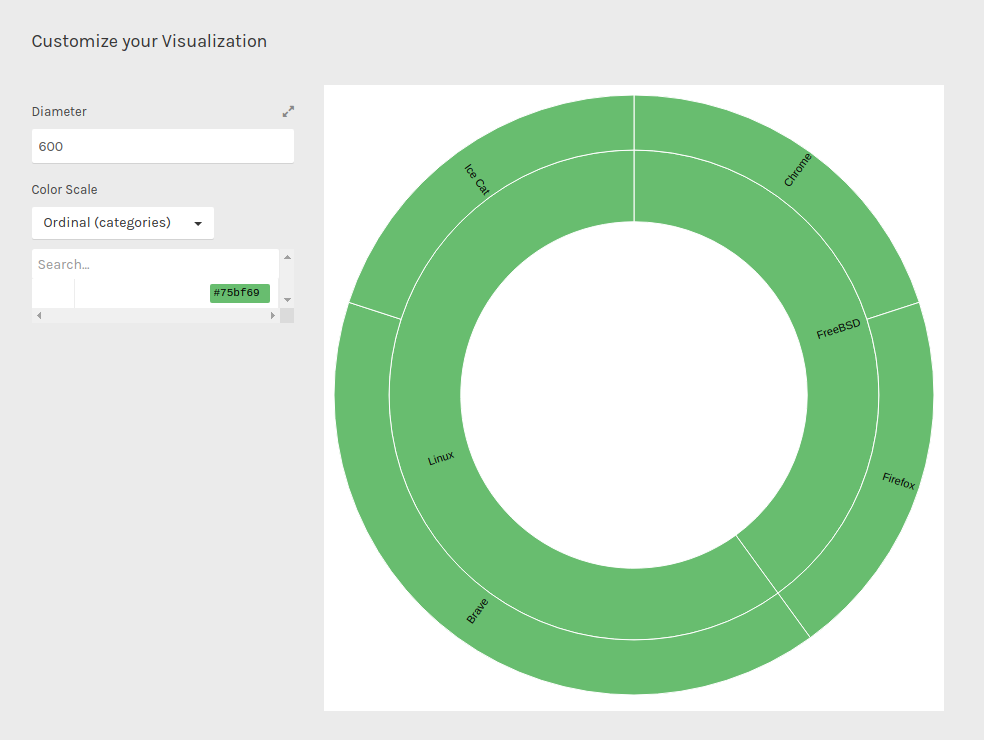 Customize your Visualization
Diameter
600
Color Scale
Ordinal (categories)
Search...
#75bf69
Ice Cat
Chrome
FreeBSD
Linux
Firefox
Brave